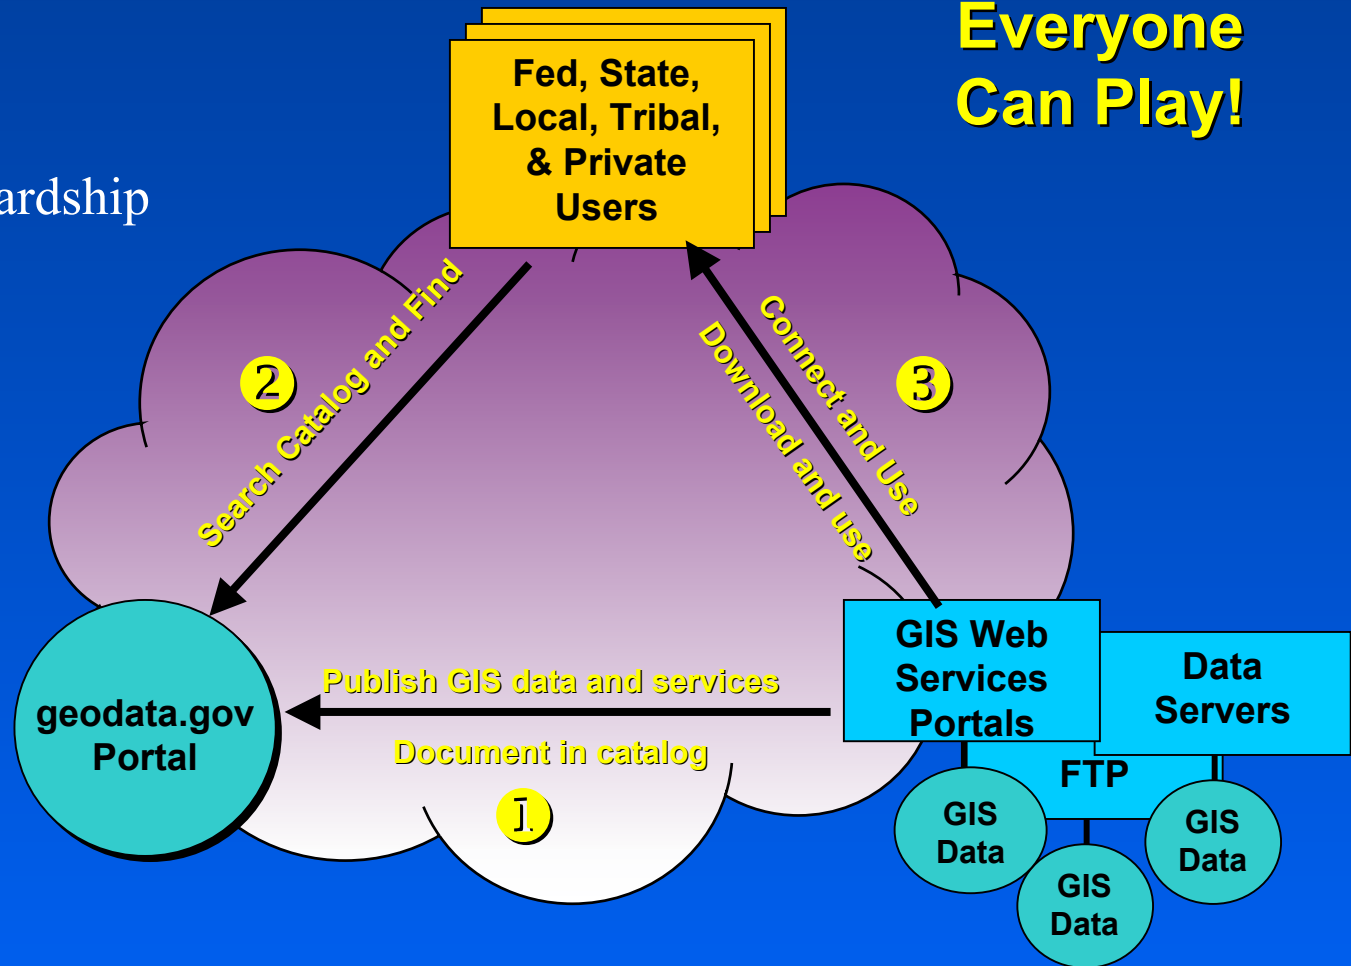 Everyone
Can Play!
Fed, State,
Local, Tribal,
& Private
Users
ardship
2
Search Catalog and Find
Connect and Use
Download and use
3
geodata.gov
Portal
Publish GIS data and services
Document in catalog
1
GIS Web
Services
Portals
Data
Servers
FTP
GIS
Data
GIS
Data
GIS
Data